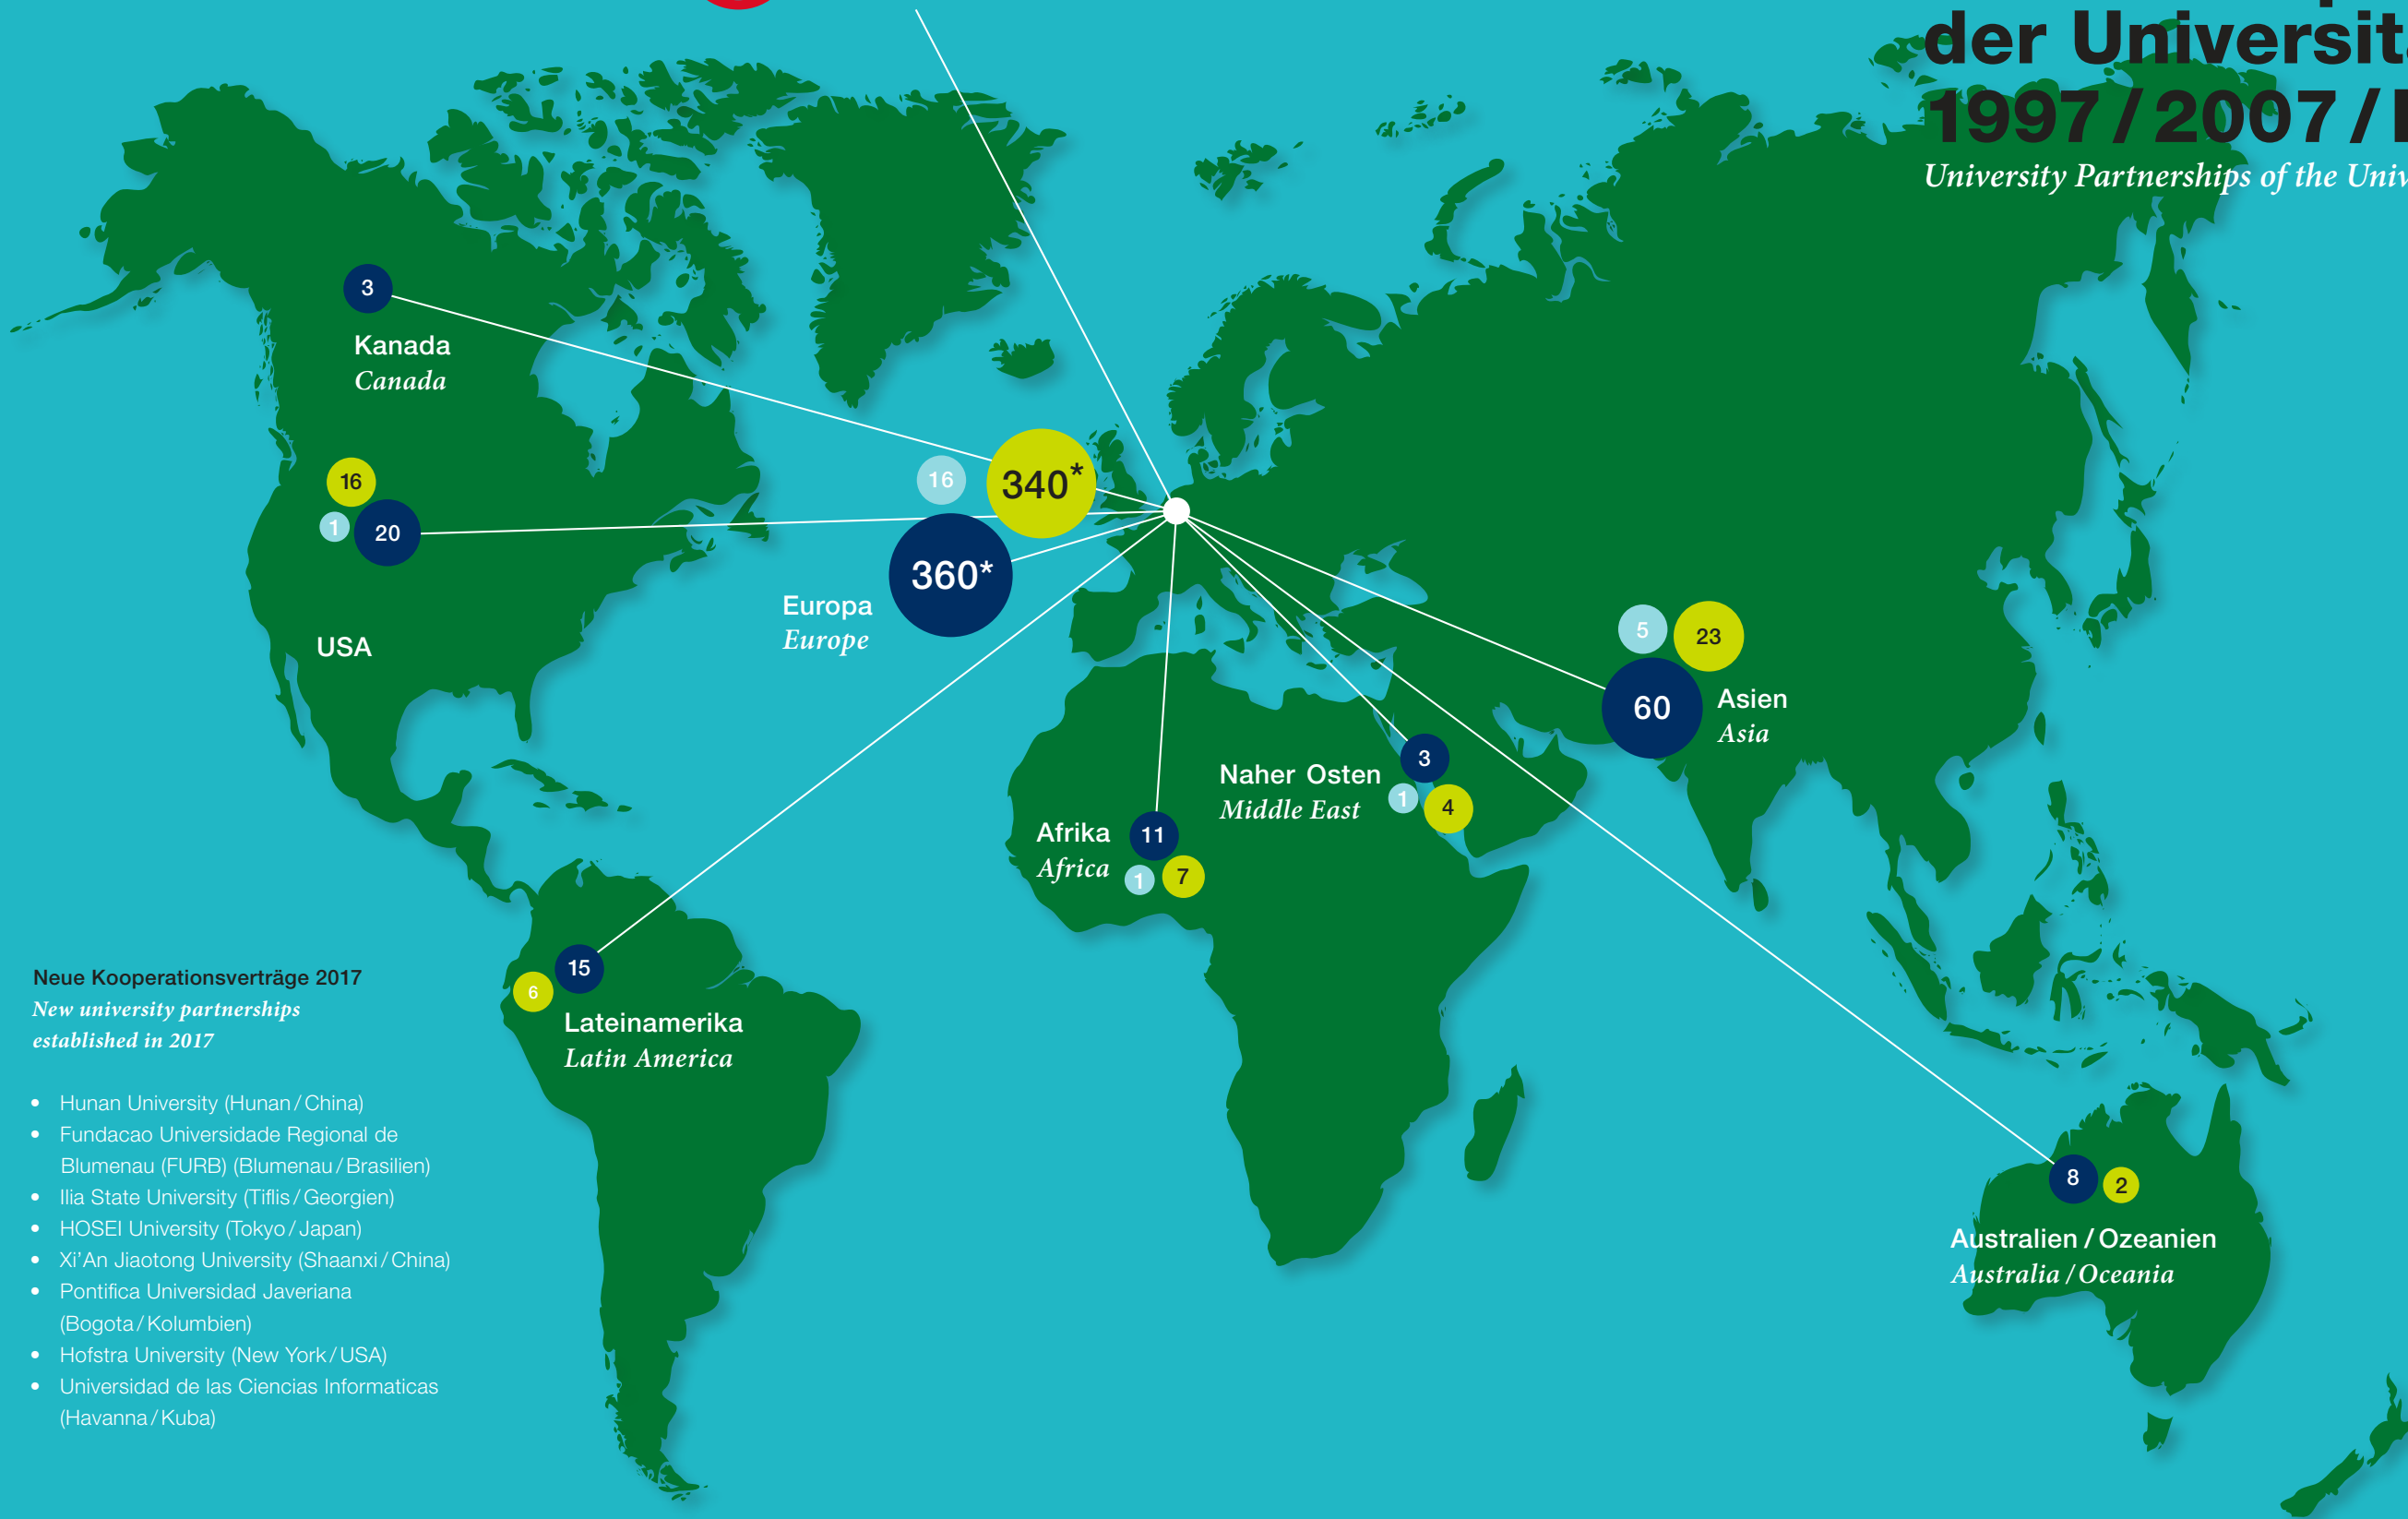 der Universit
1997 / 2007 /
University Partnerships of the Univ
3
Kanada
Canada
16
1
20
USA
16
340*
360*
Europa
Europe
5
23
60
Asien
Asia
3
Naher Osten
1
4
Middle East
Afrika
11
Africa
1
7
15
6
Lateinamerika
Latin America
8
2
Australien / Ozeanien
Australia / Oceania
Neue Kooperationsverträge 2017
New university partnerships
established in 2017
• Hunan University (Hunan / China)
• Fundacao Universidade Regional de
Blumenau (FURB) (Blumenau / Brasilien)
• Ilia State University (Tiflis / Georgien)
• HOSEI University (Tokyo / Japan)
• Xi’An Jiaotong University (Shaanxi / China)
• Pontifica Universidad Javeriana
(Bogota / Kolumbien)
• Hofstra University (New York / USA)
• Universidad de las Ciencias Informaticas
(Havanna / Kuba)